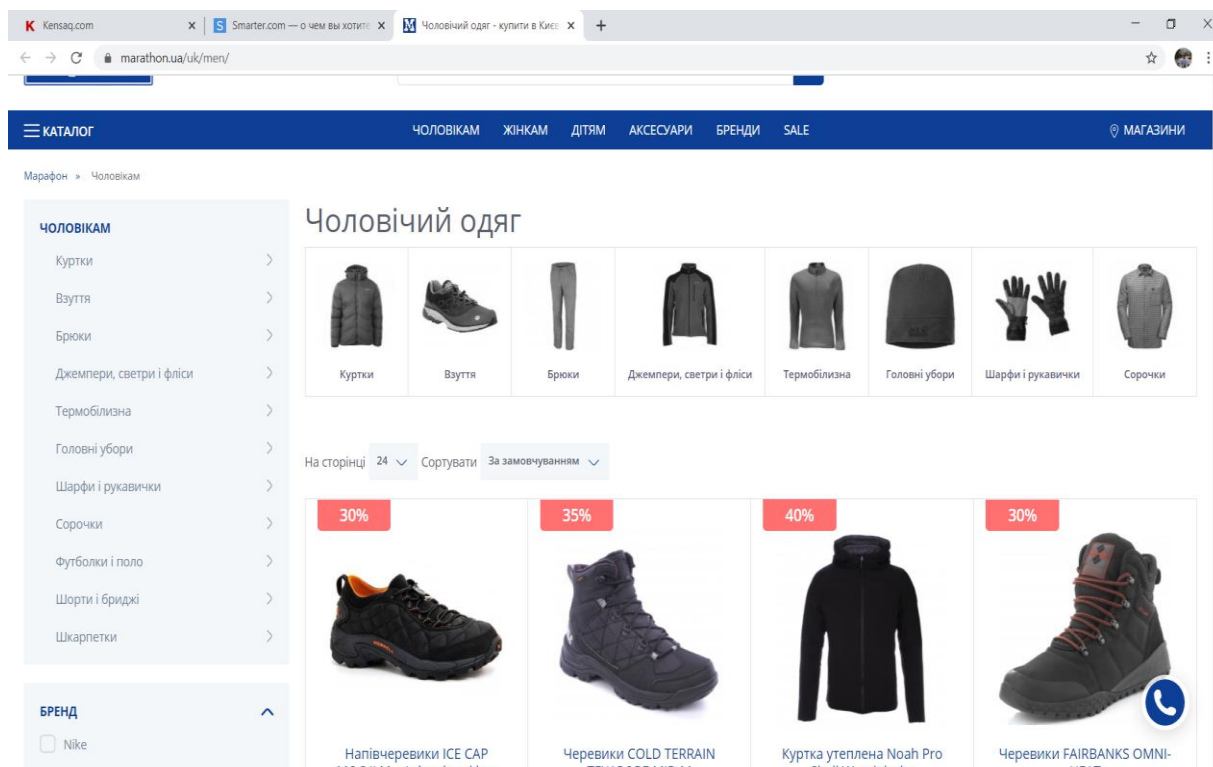 Kensaq.com
Smarter.com — о чем вы хотите
Чоловічий одяг - купити в Києв
marathon.ua/uk/men/
КАТАЛОГ
ЧОЛОВІКАМ ЖІНКАМ ДІТЯМ АКСЕСУАРИ БРЕНДИ SALE
МАГАЗИНИ
Марафон » Чоловікам
ЧОЛОВІКАМ
Куртки
Взуття
Брюки
Джемпери, светри і фліси
Термобілизна
Головні убори
Шарфи і рукавички
Сорочки
Футболки і поло
Шорти і бриджі
Шкарпетки
БРЕНД
Nike
Чоловічий одяг
Куртки Взуття Брюки Джемпери, светри і фліси Термобілизна Головні убори Шарфи і рукавички Сорочки
На сторінці 24 Сортувати За замовчуванням
30% 35% 40% 30%
Напівчеревики ICE CAP Черевики COLD TERRAIN Куртка утеплена Noah Pro Черевики FAIRBANKS OMNI-